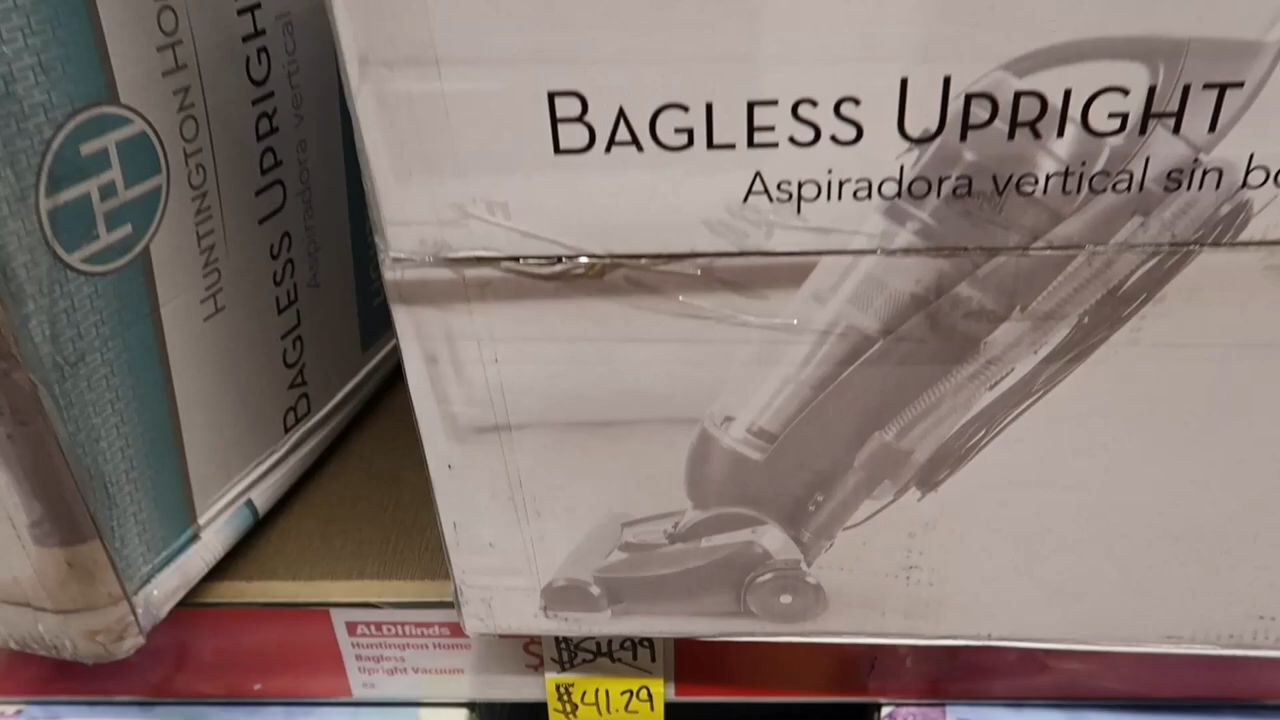 HUNTINGTON HO
BAGLESS UPRIGH
Aspiradora vertical
BAGLESS UPRIGHT
Aspiradora vertical sin bo
ALDIfinds
Huntington Home
Bagless
Upright Vacuum
$ $54.99
$41.29